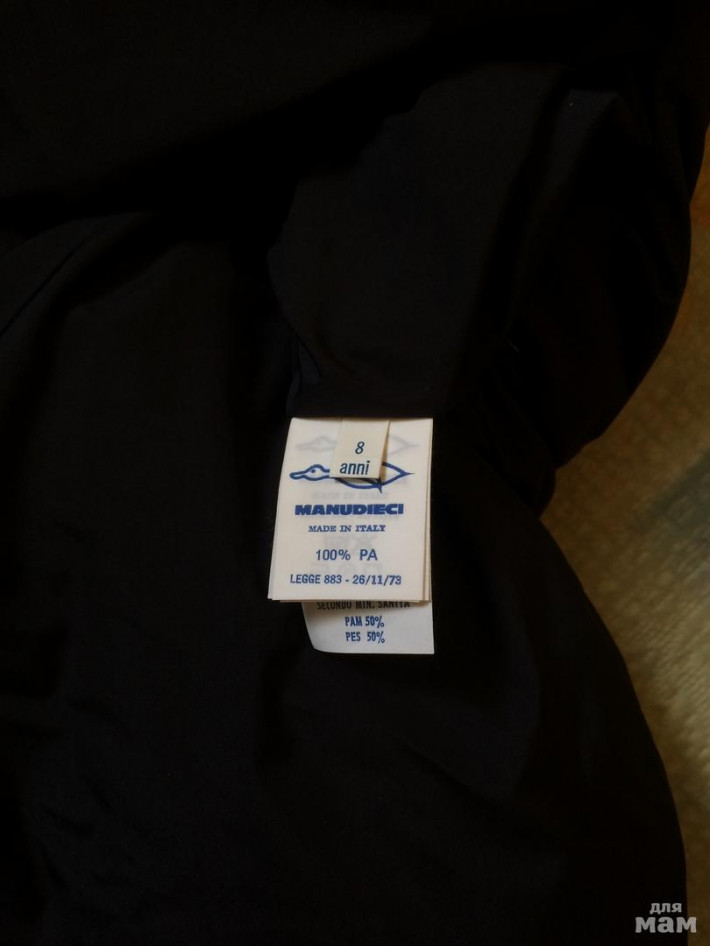 8
anni
MANUDIECI
MADE IN ITALY
100% PA
LEGGE 883 - 26/11/73
SECONDO MIN. SANITA
PAM 50%
PES 50%
для
мам